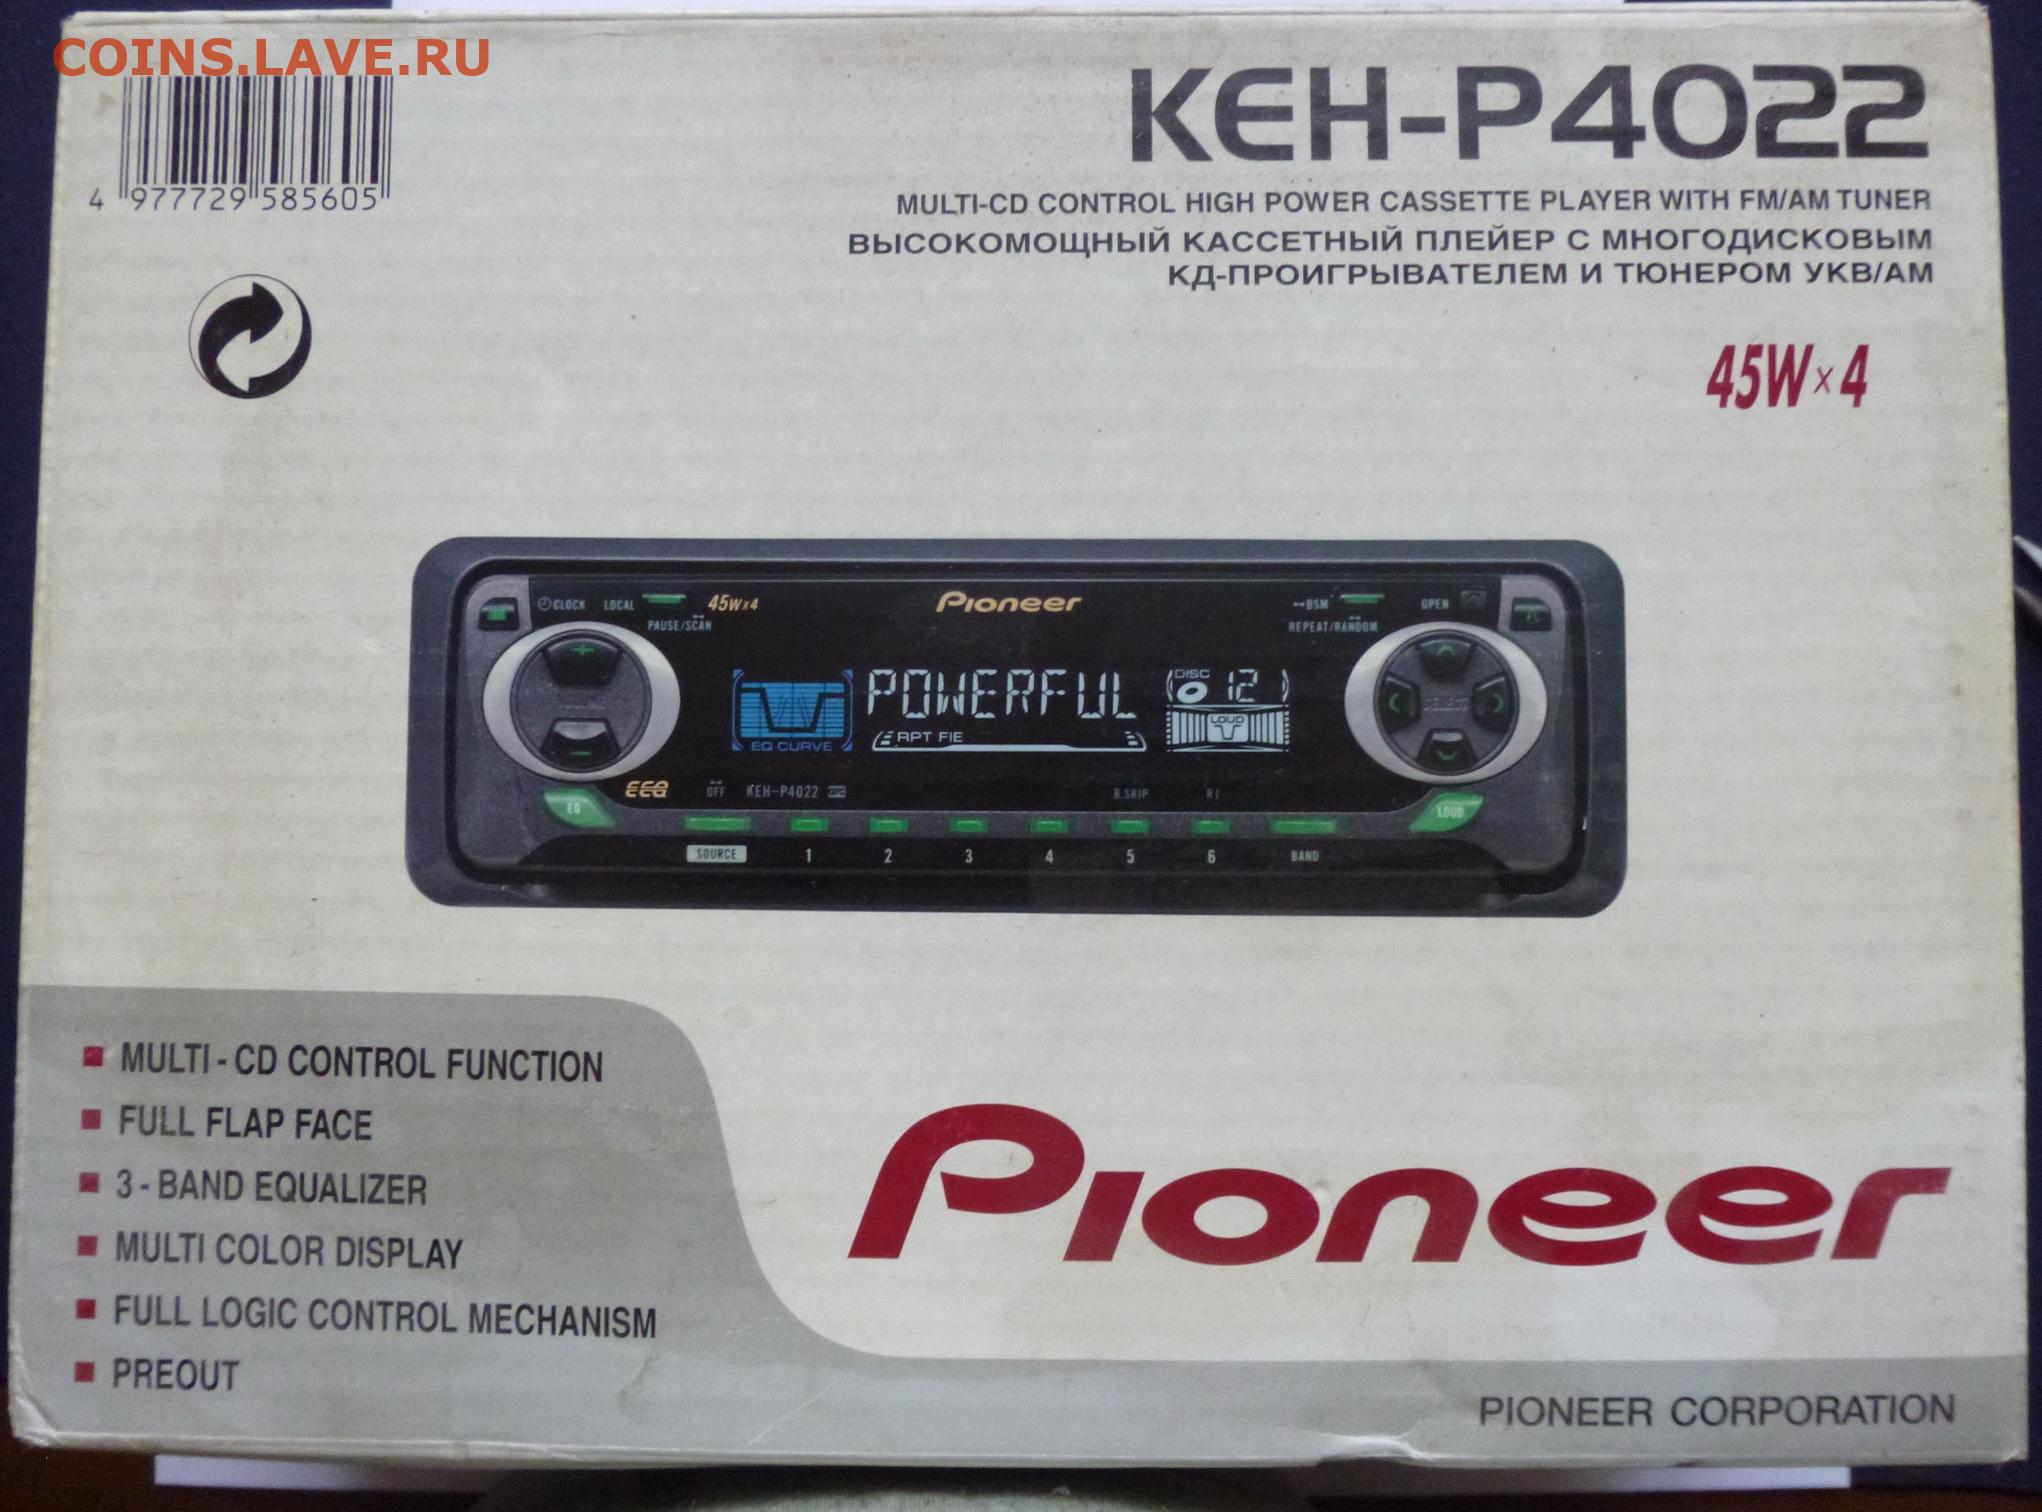 COINS.LAVE.RU
4 977729 585605
KEH-P4022
MULTI-CD CONTROL HIGH POWER CASSETTE PLAYER WITH FM/AM TUNER
ВЫСОКОМОЩНЫЙ КАССЕТНЫЙ ПЛЕЙЕР С МНОГОДИСКОВЫМ
КД-ПРОИГРЫВАТЕЛЕМ И ТЮНЕРОМ УКВ/АМ
45W×4
CLOCK LOCAL 45W×4 Pioneer BSM OPEN
PAUSE/SCAN REPEAT/RANDOM
VOLUME POWERFUL DISC 12 SELECT
EQ CURVE RPT FIE LOUD
EEQ OFF KEH-P4022 B.SKIP
EQ LOUD
SOURCE 1 2 3 4 5 6 BAND
MULTI-CD CONTROL FUNCTION
FULL FLAP FACE
3-BAND EQUALIZER
MULTI COLOR DISPLAY
FULL LOGIC CONTROL MECHANISM
PREOUT
Pioneer
PIONEER CORPORATION